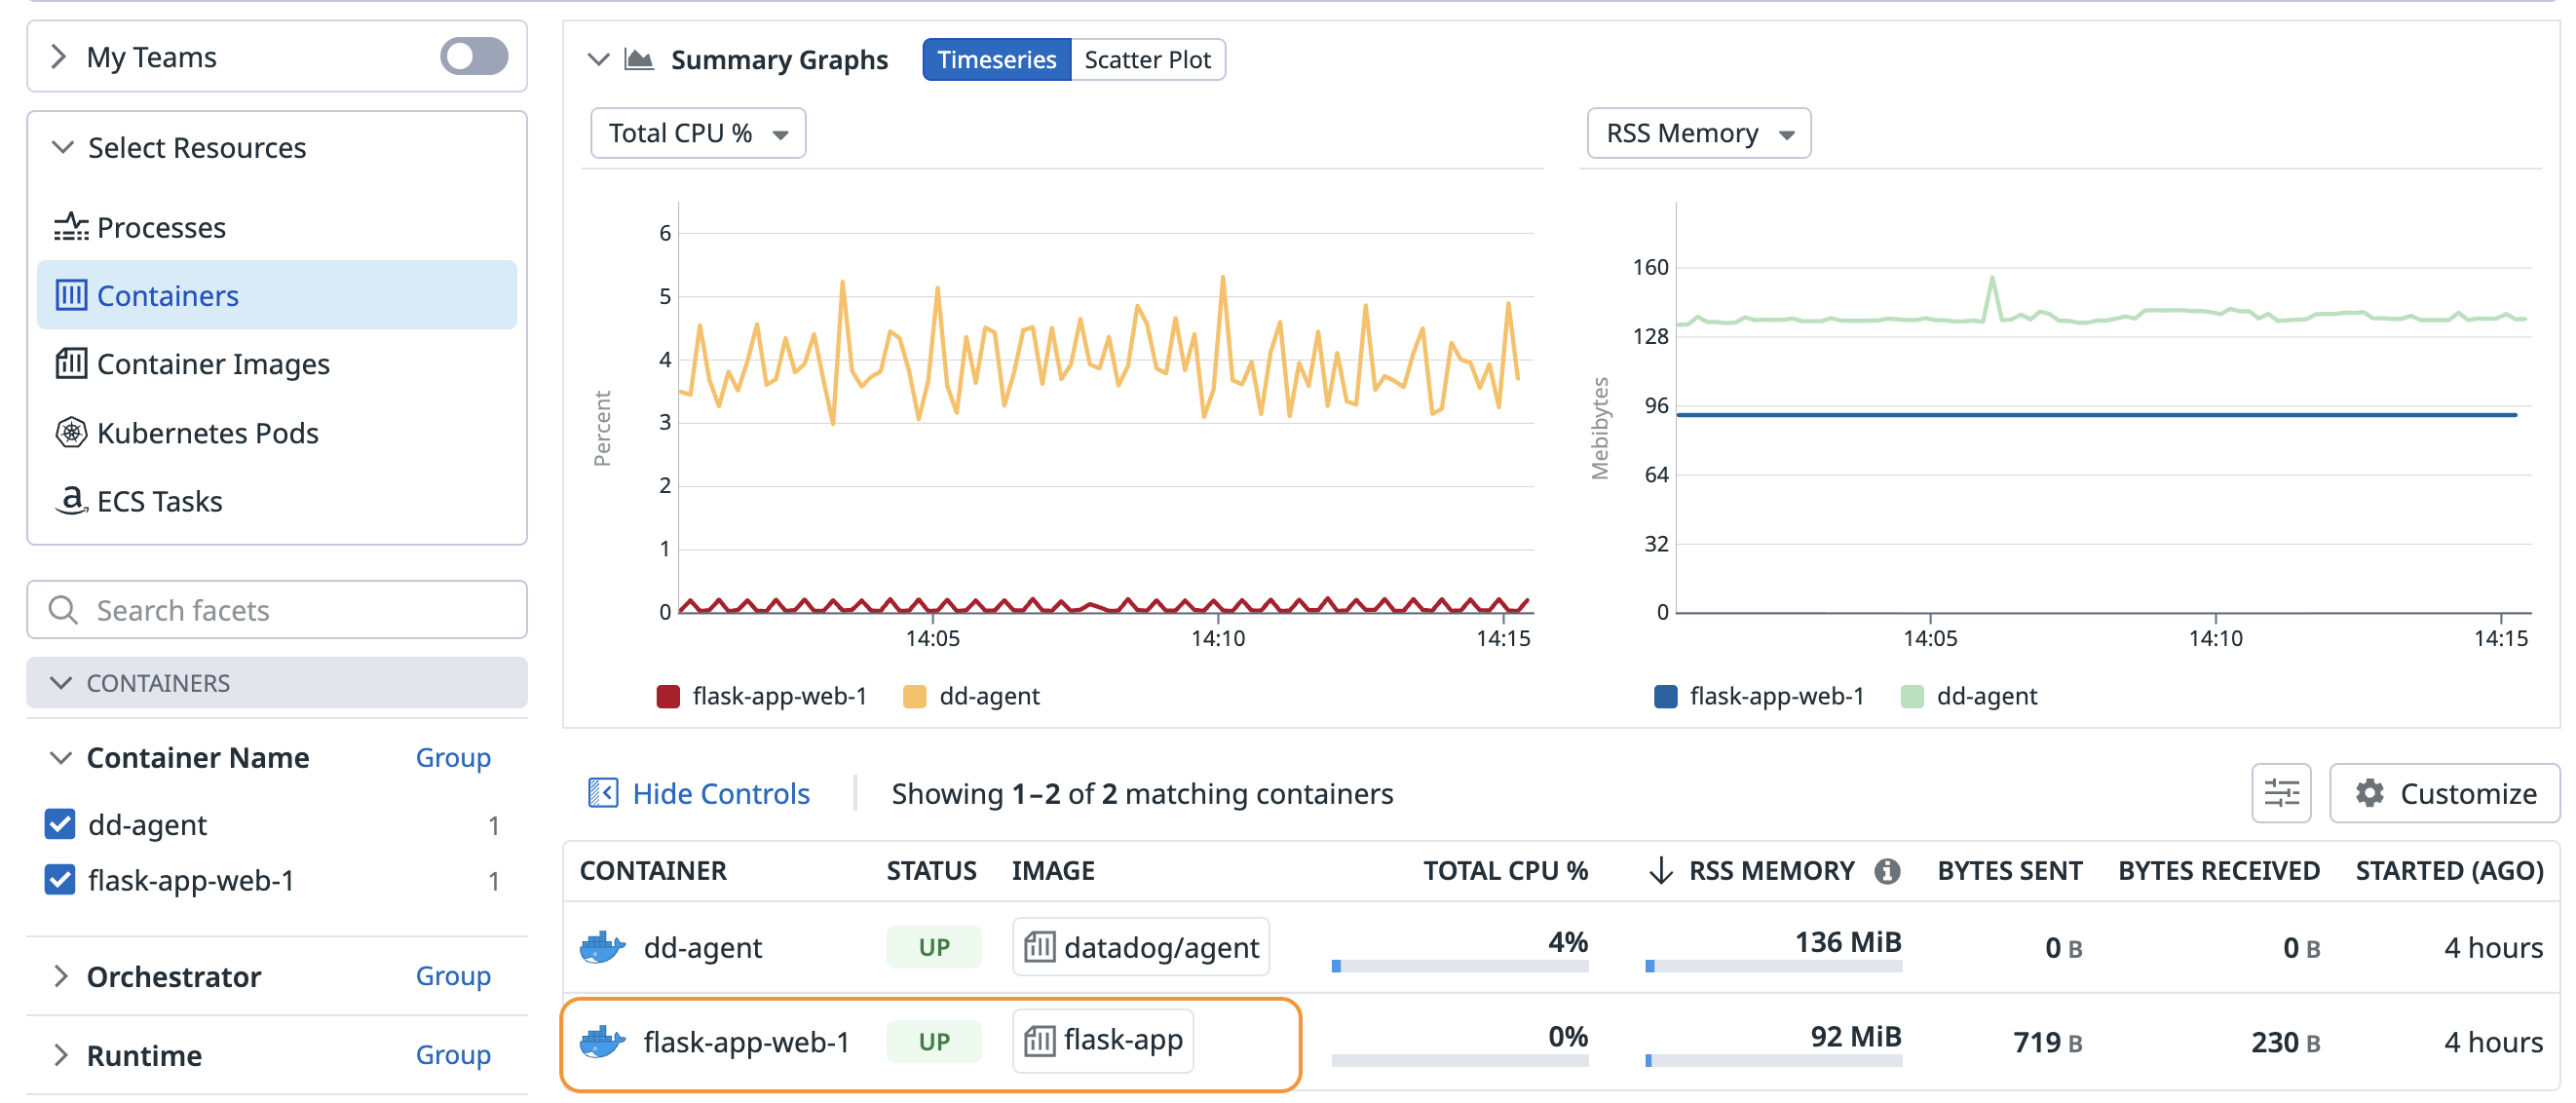 My Teams
Select Resources
Processes
Containers
Container Images
Kubernetes Pods
ECS Tasks
Search facets
CONTAINERS
Container Name Group
dd-agent 1
flask-app-web-1 1
Orchestrator Group
Runtime Group
Summary Graphs Timeseries Scatter Plot
Total CPU %
Percent
6
5
4
3
2
1
0
14:05 14:10 14:15
flask-app-web-1 dd-agent
RSS Memory
Mebibytes
160
128
96
64
32
0
14:05 14:10 14:15
flask-app-web-1 dd-agent
Hide Controls Showing 1–2 of 2 matching containers Customize
CONTAINER STATUS IMAGE TOTAL CPU % RSS MEMORY BYTES SENT BYTES RECEIVED STARTED (AGO)
dd-agent UP datadog/agent 4% 136 MiB 0 B 0 B 4 hours
flask-app-web-1 UP flask-app 0% 92 MiB 719 B 230 B 4 hours